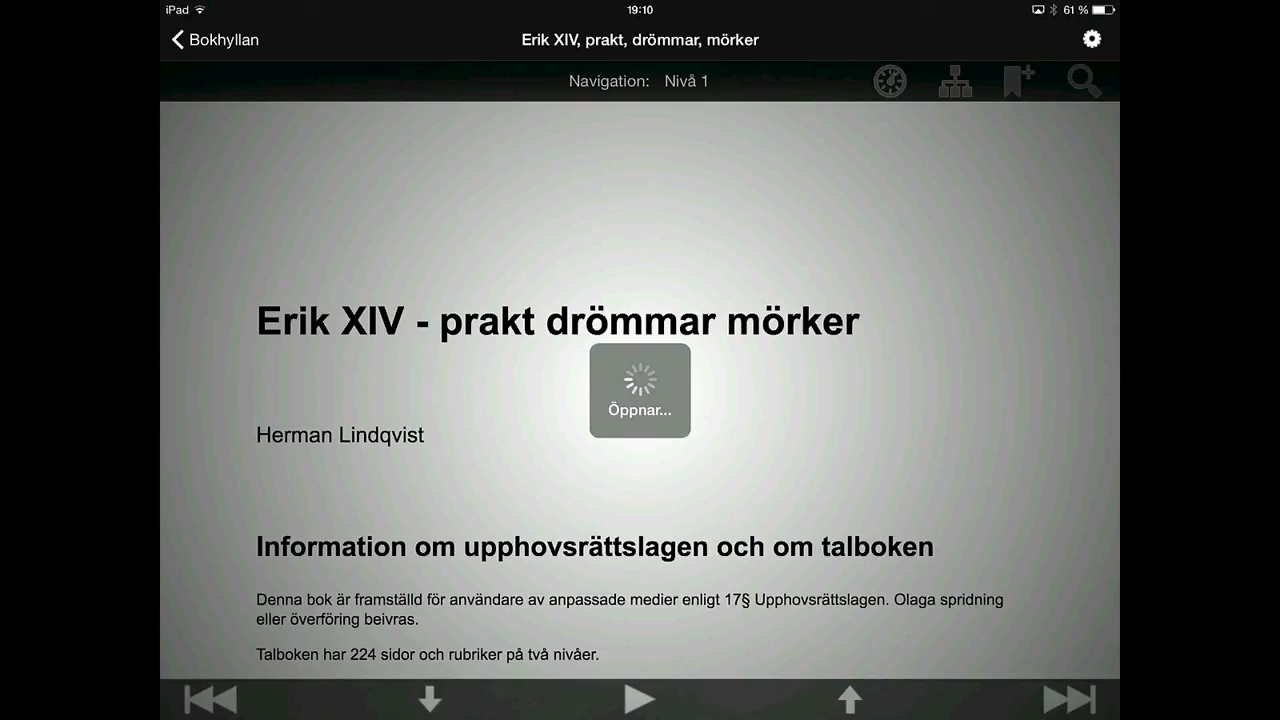 iPad
19:10
61 %
Bokhyllan
Erik XIV, prakt, drömmar, mörker
Navigation: Nivå 1
Erik XIV - prakt drömmar mörker
Öppnar...
Herman Lindqvist
Information om upphovsrättslagen och om talboken
Denna bok är framställd för användare av anpassade medier enligt 17§ Upphovsrättslagen. Olaga spridning
eller överföring beivras.
Talboken har 224 sidor och rubriker på två nivåer.